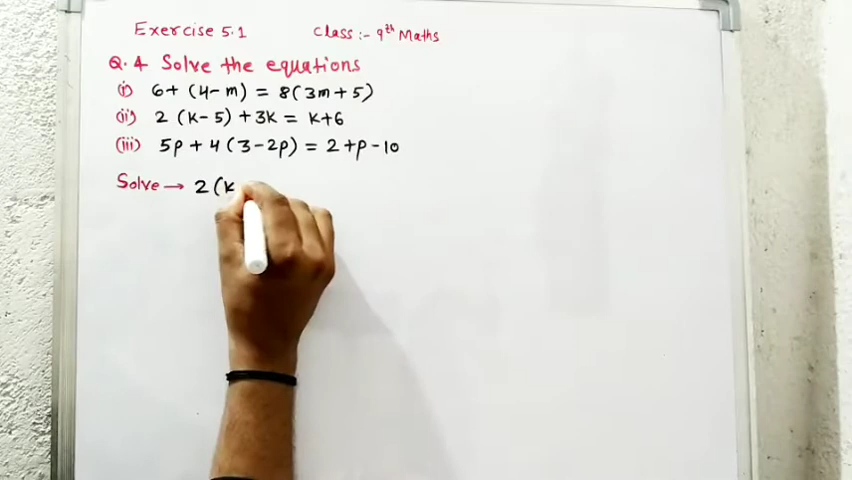 Exercise 5.1 Class :- 9th Maths
Q.4 Solve the equations
(i) 6+ (4-m) = 8(3m+5)
(ii) 2 (k-5) +3k = k+6
(iii) 5p + 4 (3-2p) = 2+p-10
Solve → 2(k